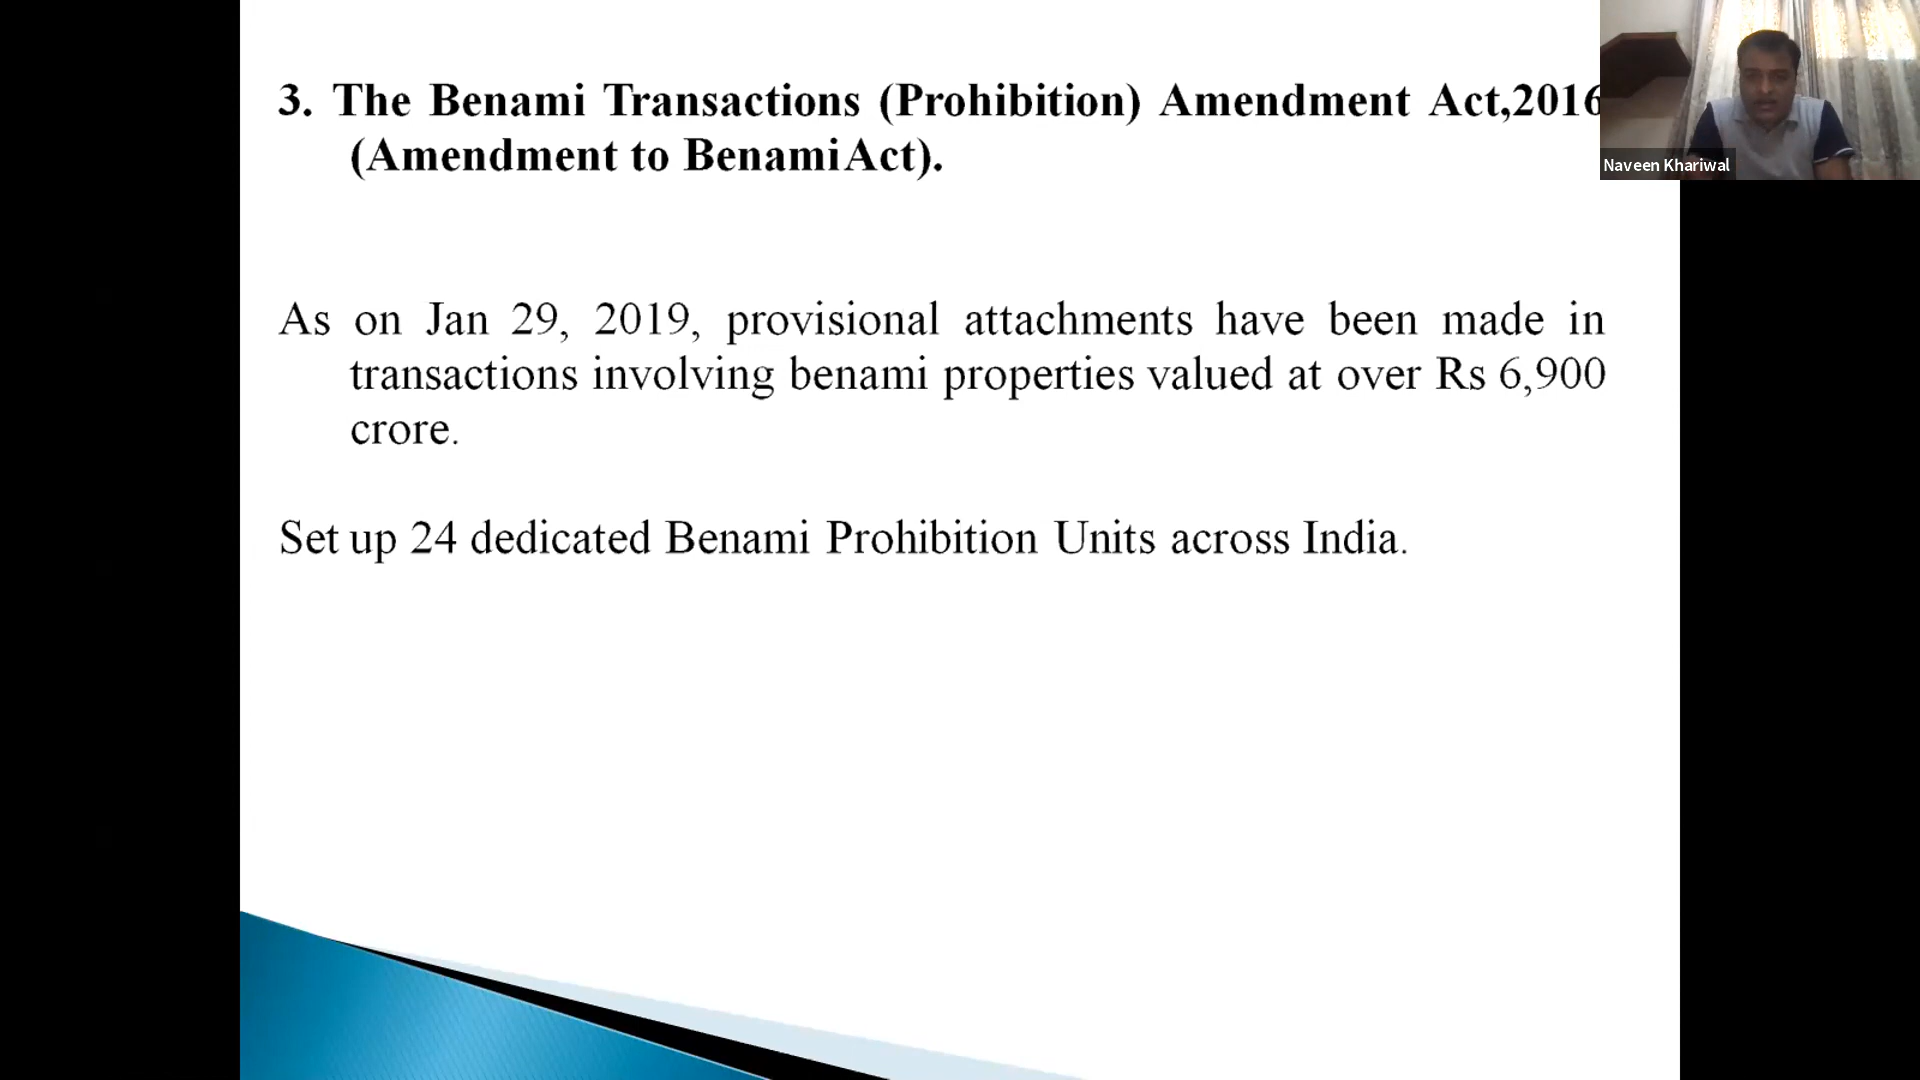 3. The Benami Transactions (Prohibition) Amendment Act,2016
(Amendment to Benami Act).
Naveen Khariwal
As on Jan 29, 2019, provisional attachments have been made in
transactions involving benami properties valued at over Rs 6,900
crore.
Set up 24 dedicated Benami Prohibition Units across India.